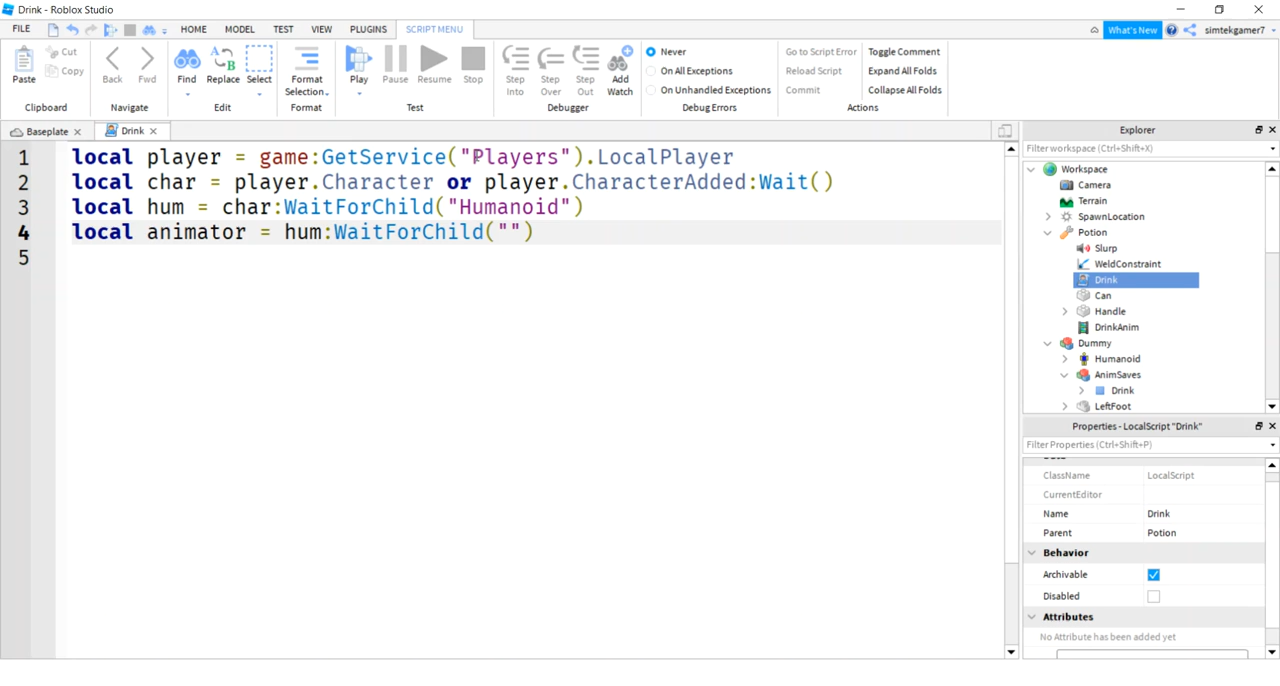 Drink - Roblox Studio
FILE HOME MODEL TEST VIEW PLUGINS SCRIPT MENU What's New simtekgamer7
Paste Cut Copy Back Fwd Find Replace Select Format Selection Play Pause Resume Stop Step Into Step Over Step Out Add Watch
Never
On All Exceptions
On Unhandled Exceptions
Go to Script Error Toggle Comment
Reload Script Expand All Folds
Commit Collapse All Folds
Clipboard Navigate Edit Format Test Debugger Debug Errors Actions
Baseplate Drink
1 local player = game:GetService("Players").LocalPlayer
2 local char = player.Character or player.CharacterAdded:Wait()
3 local hum = char:WaitForChild("Humanoid")
4 local animator = hum:WaitForChild("")
5
Explorer
Filter workspace (Ctrl+Shift+X)
Workspace
Camera
Terrain
SpawnLocation
Potion
Slurp
WeldConstraint
Drink
Can
Handle
DrinkAnim
Dummy
Humanoid
AnimSaves
Drink
LeftFoot
Properties - LocalScript "Drink"
Filter Properties (Ctrl+Shift+P)
ClassName LocalScript
CurrentEditor
Name Drink
Parent Potion
Behavior
Archivable
Disabled
Attributes
No Attribute has been added yet